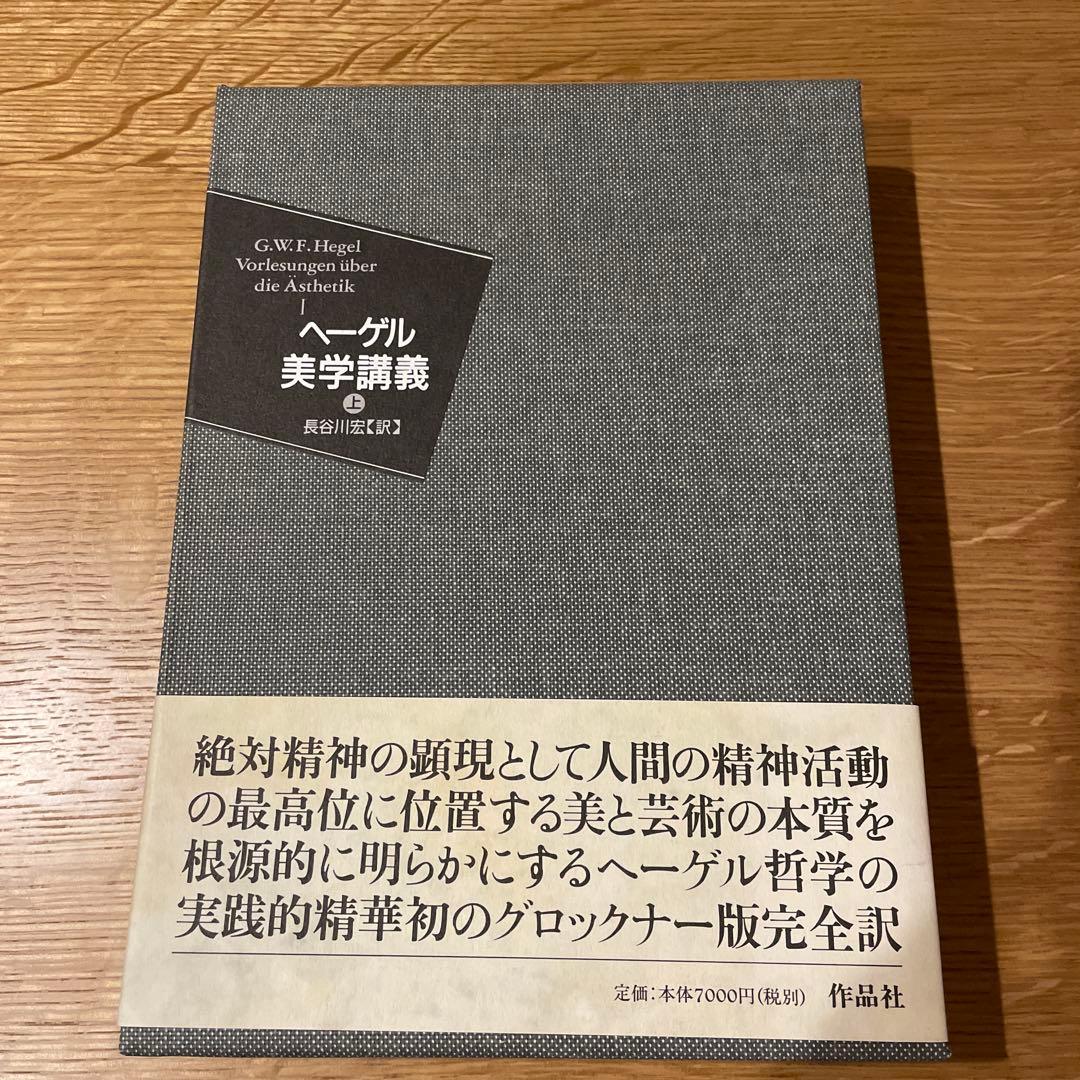 G.W.F.Hegel
Vorlesungen über
die Ästhetik
I
ヘーゲル
美学講義
上
長谷川宏【訳】
絶対精神の顕現として人間の精神活動
の最高位に位置する美と芸術の本質を
根源的に明らかにするヘーゲル哲学の
実践的精華初のグロックナー版完全訳
定価：本体7000円（税別） 作品社